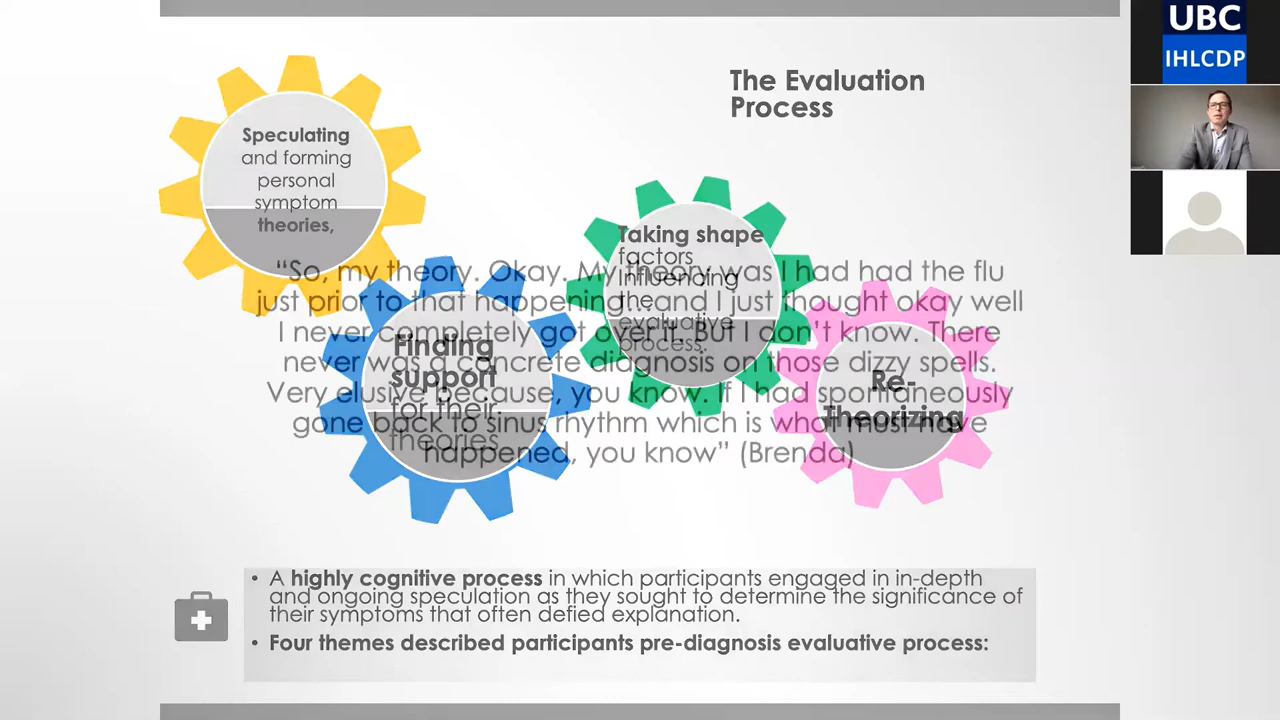 The Evaluation
Process
Speculating
and forming
personal
symptom
theories,
Finding
support
for their
theories
Taking shape
factors
influencing
the
evaluative
process.
Re-
Theorizing
“So, my theory. Okay. My theory was I had had the flu
just prior to that happening and I just thought okay well
I never completely got over it. But I don’t know. There
never was a concrete diagnosis on those dizzy spells.
Very elusive because, you know. If I had spontaneously
gone back to sinus rhythm which is what must have
happened, you know” (Brenda)
• A highly cognitive process in which participants engaged in in-depth
and ongoing speculation as they sought to determine the significance of
their symptoms that often defied explanation.
• Four themes described participants pre-diagnosis evaluative process:
UBC
IHLCDP